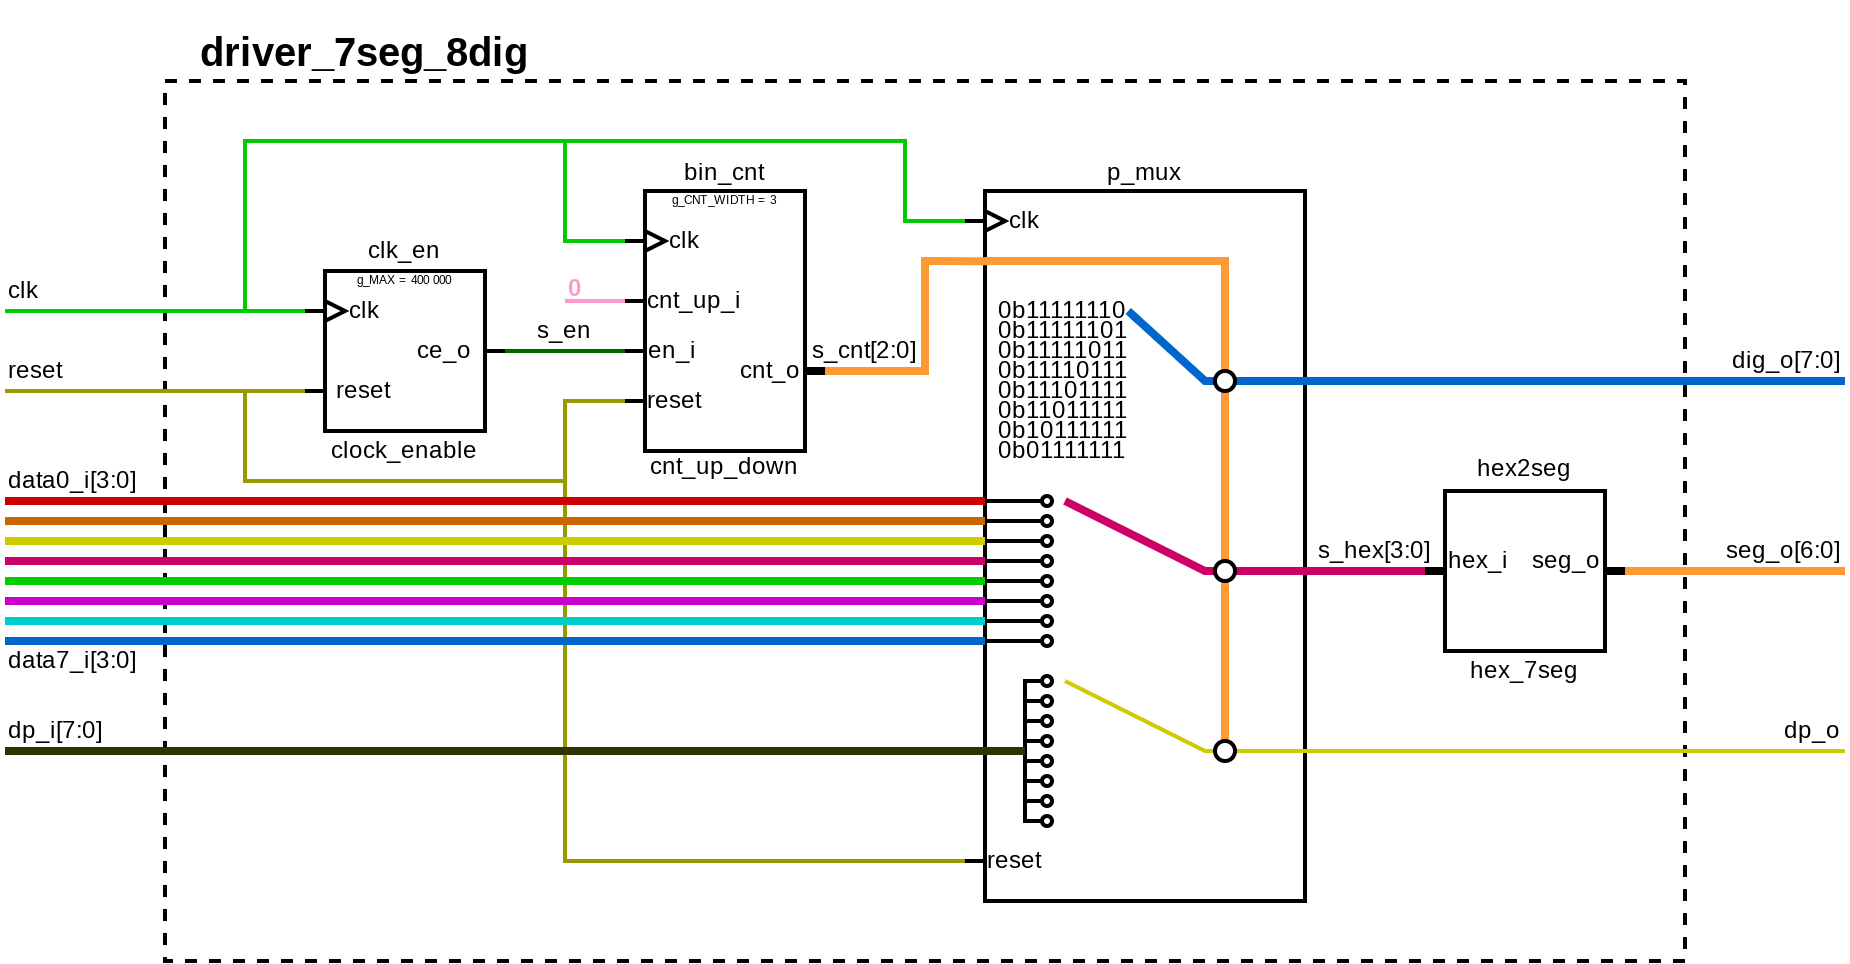 driver_7seg_8dig
p_mux
bin_cnt
g_CNT_WIDTH = 3
clk
clk
clk_en
g_MAX = 400 000
clk
clk
0
cnt_up_i
s_en
ce_o
en_i
s_cnt[2:0]
cnt_o
reset
reset
reset
clock_enable
cnt_up_down
0b11111110
0b11111101
0b11111011
0b11110111
0b11101111
0b11011111
0b10111111
0b01111111
dig_o[7:0]
data0_i[3:0]
hex2seg
s_hex[3:0]
hex_i
seg_o
seg_o[6:0]
hex_7seg
data7_i[3:0]
dp_i[7:0]
dp_o
reset